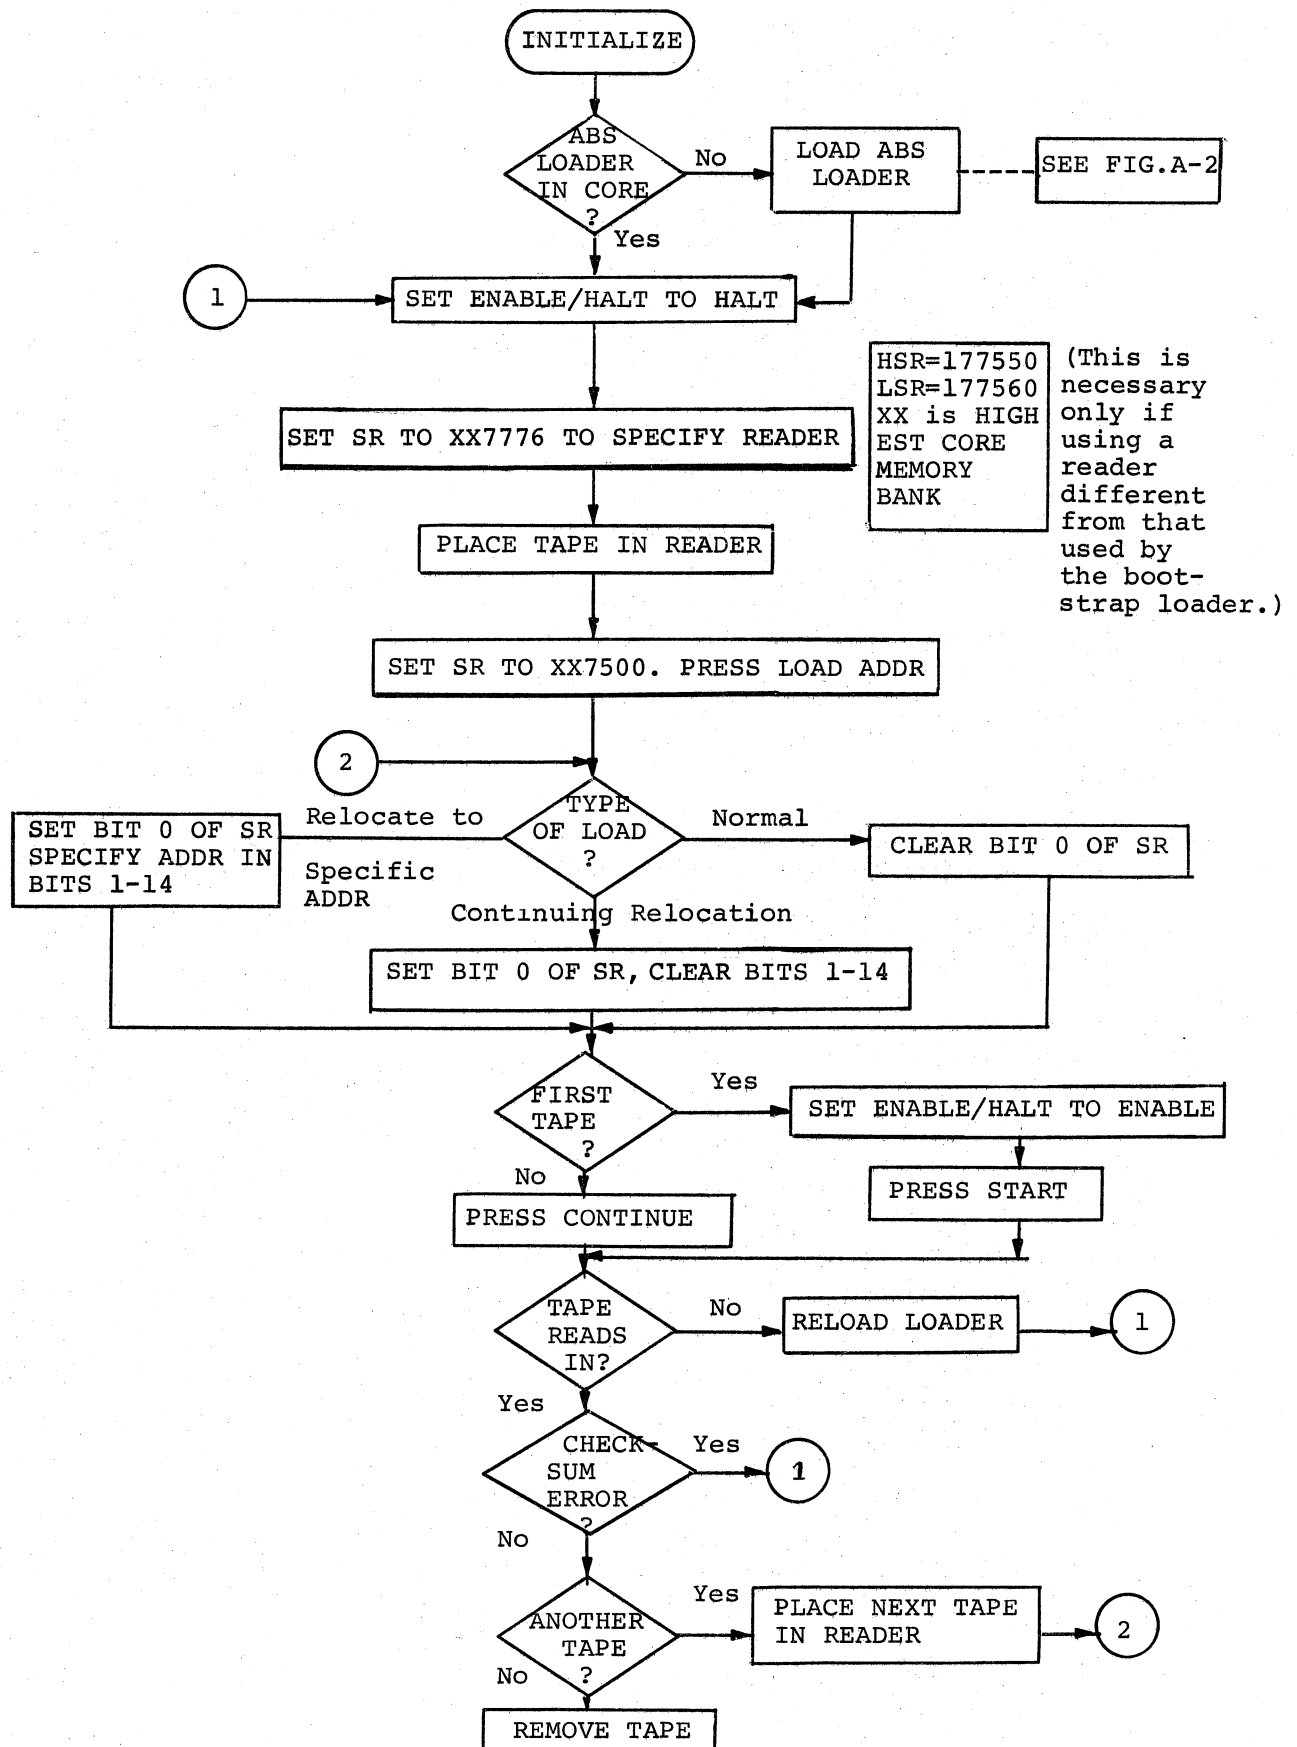 INITIALIZE
ABS
LOADER
IN CORE
?
No
LOAD ABS
LOADER
SEE FIG.A-2
Yes
1
SET ENABLE/HALT TO HALT
HSR=177550
LSR=177560
XX is HIGH
EST CORE
MEMORY
BANK
(This is
necessary
only if
using a
reader
different
from that
used by
the boot-
strap loader.)
SET SR TO XX7776 TO SPECIFY READER
PLACE TAPE IN READER
SET SR TO XX7500. PRESS LOAD ADDR
2
TYPE
OF LOAD
?
Relocate to
Specific
ADDR
Normal
SET BIT 0 OF SR
SPECIFY ADDR IN
BITS 1-14
CLEAR BIT 0 OF SR
Continuing Relocation
SET BIT 0 OF SR, CLEAR BITS 1-14
FIRST
TAPE
?
Yes
SET ENABLE/HALT TO ENABLE
No
PRESS START
PRESS CONTINUE
TAPE
READS
IN?
No
RELOAD LOADER
1
Yes
CHECK-
SUM
ERROR
?
Yes
1
No
ANOTHER
TAPE
?
Yes
PLACE NEXT TAPE
IN READER
2
No
REMOVE TAPE